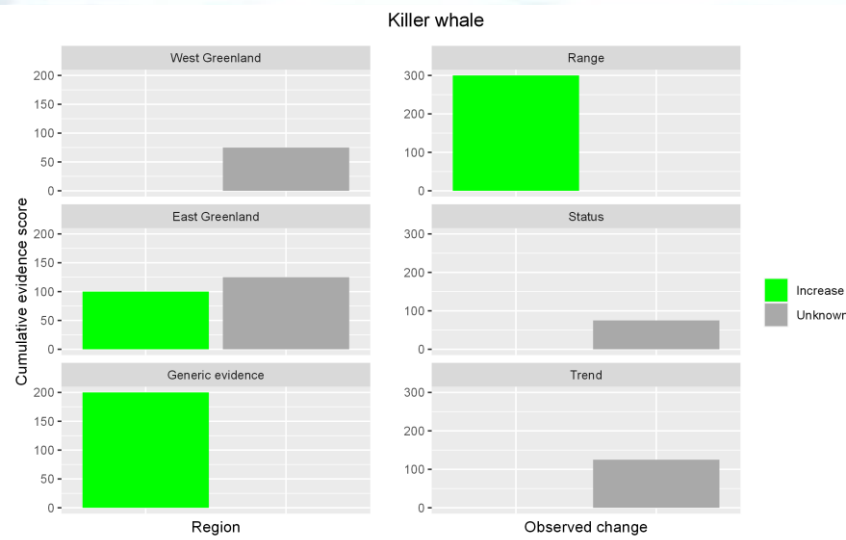 Killer whale
West Greenland
200
150
100
50
0
East Greenland
200
150
100
50
0
Generic evidence
200
150
100
50
0
Cumulative evidence score
Region
Range
300
200
100
0
Status
300
200
100
0
Trend
300
200
100
0
Observed change
Increase
Unknown